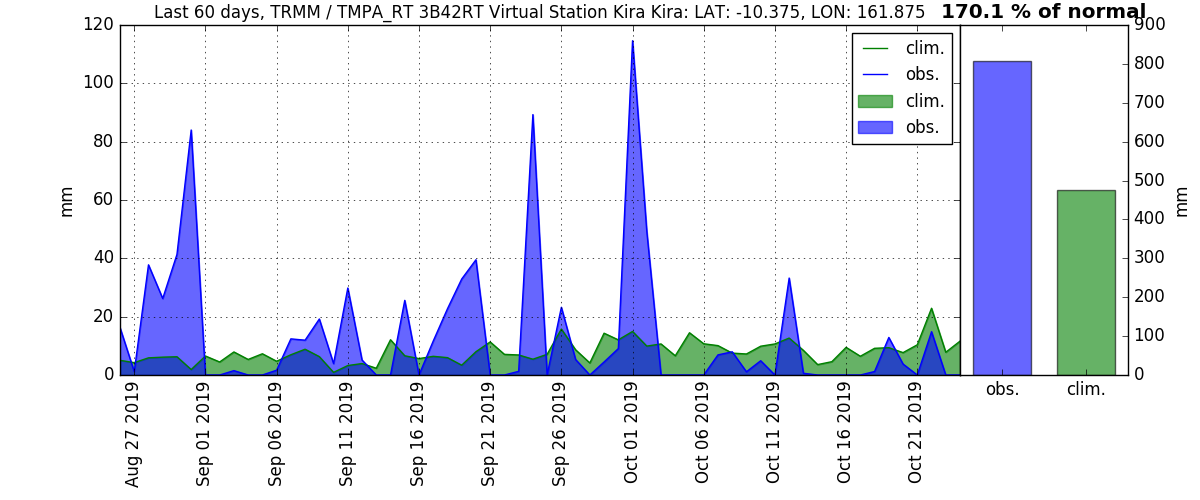 Last 60 days, TRMM / TMPA_RT 3B42RT Virtual Station Kira Kira: LAT: -10.375, LON: 161.875
170.1 % of normal
120
100
80
60
40
20
0
mm
clim.
obs.
clim.
obs.
900
800
700
600
500
400
300
200
100
0
mm
Aug 27 2019
Sep 01 2019
Sep 06 2019
Sep 11 2019
Sep 16 2019
Sep 21 2019
Sep 26 2019
Oct 01 2019
Oct 06 2019
Oct 11 2019
Oct 16 2019
Oct 21 2019
obs.
clim.